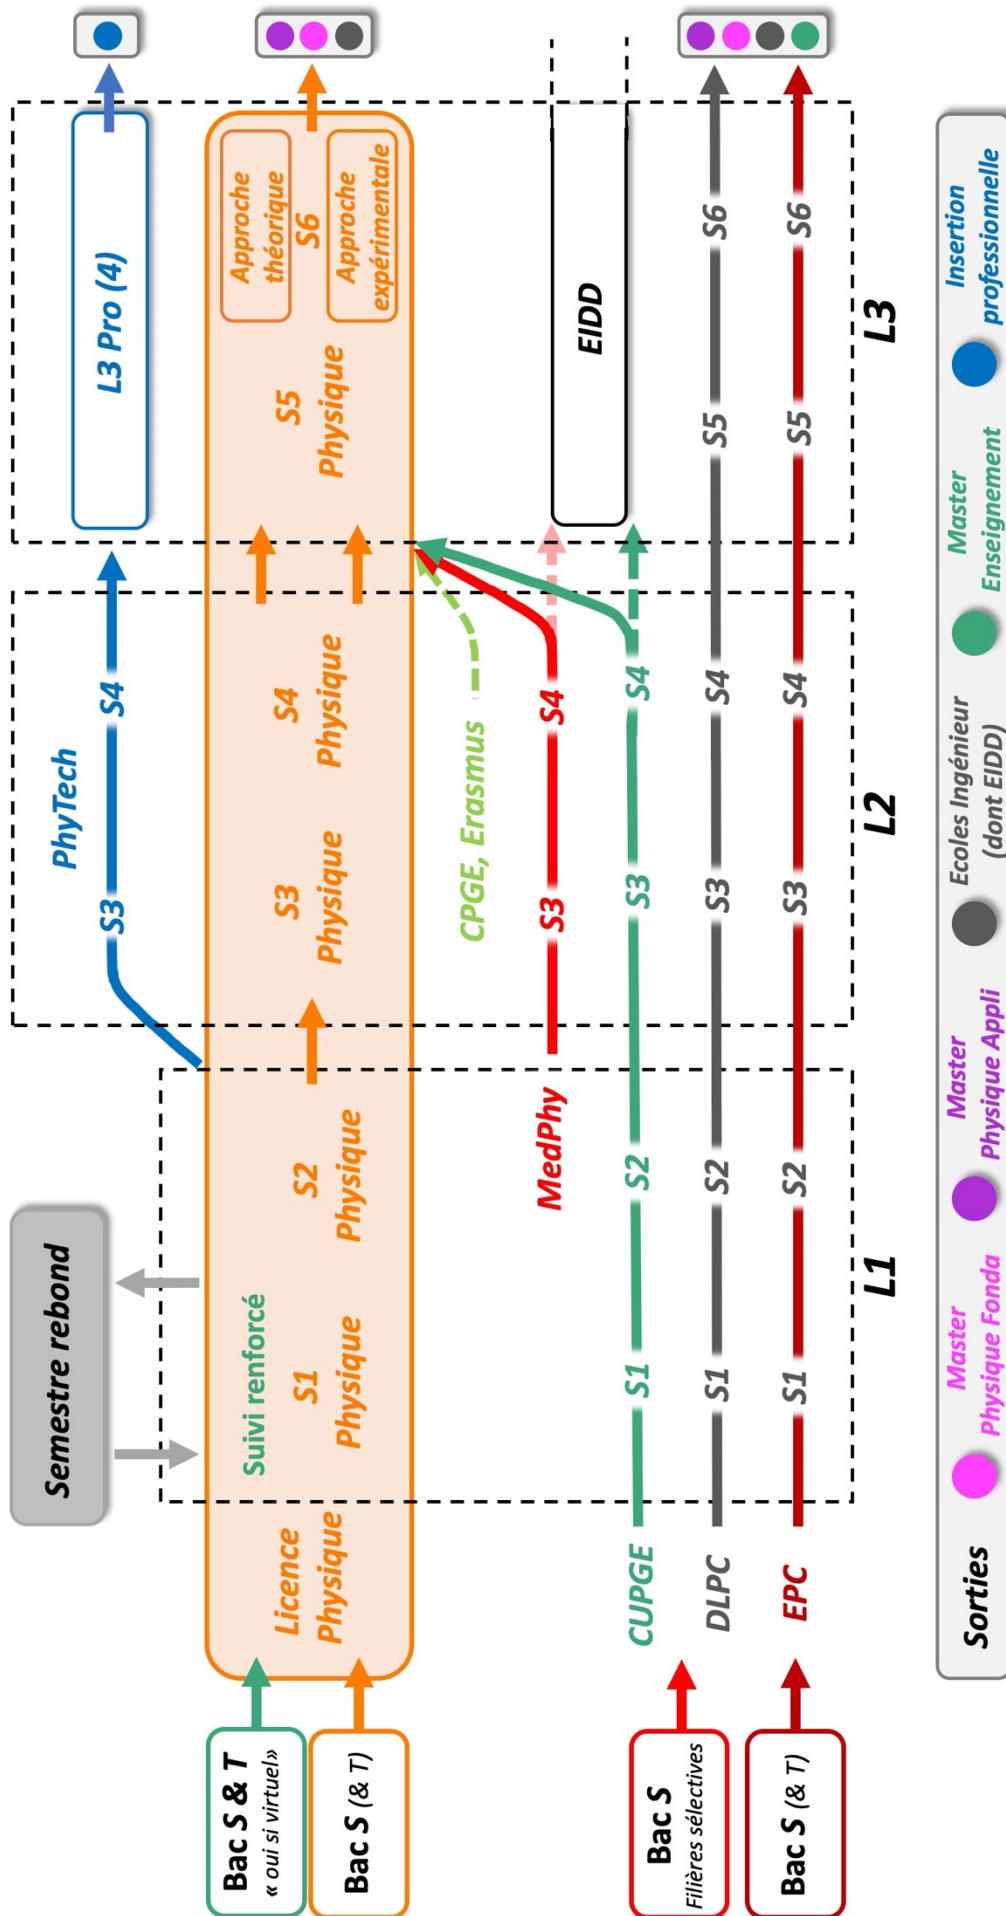 Semestre rebond
PhyTech
S3
S4
L3 Pro (4)
Bac S & T
« oui si virtuel»
Bac S (& T)
Licence
Physique
Suivi renforcé
S1
Physique
S2
Physique
S3
Physique
S4
Physique
S5
Physique
Approche
théorique
S6
Approche
expérimentale
CPGE, Erasmus
MedPhy
S3
S4
EIDD
Bac S
Filières sélectives
CUPGE
S1
S2
S3
S4
DLPC
S1
S2
S3
S4
S5
S6
Bac S (& T)
EPC
S1
S2
S3
S4
S5
S6
L1
L2
L3
Sorties
Master
Physique Fonda
Master
Physique Appli
Ecoles Ingénieur
(dont EIDD)
Master
Enseignement
Insertion
professionnelle